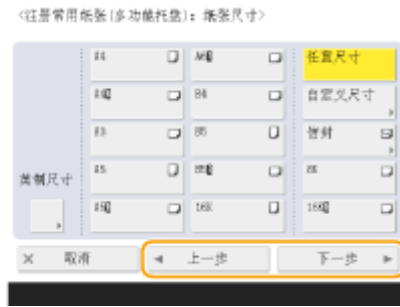 <注册常用纸张(多功能托盘): 纸张尺寸>
A4 A6R 任意尺寸
A4R B4 自定义尺寸
A3 B5 信封
A5 B5R 8K
英制尺寸
A5R 16K 16KR
× 取消 ◄ 上一步 下一步 ►